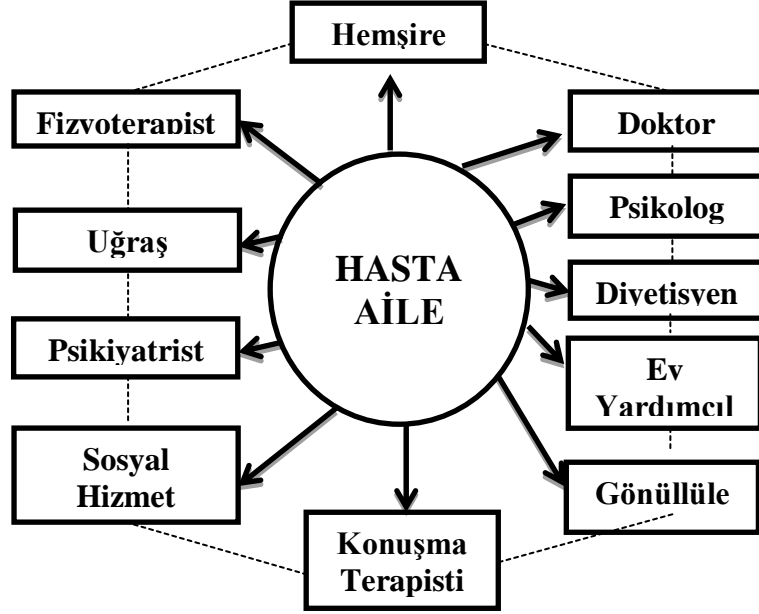 Hemşire
Fizyoterapist
Doktor
Uğraş
Psikolog
HASTA
AİLE
Diyetisyen
Psikiyatrist
Ev
Yardımcıl
Sosyal
Hizmet
Gönüllüle
Konuşma
Terapisti